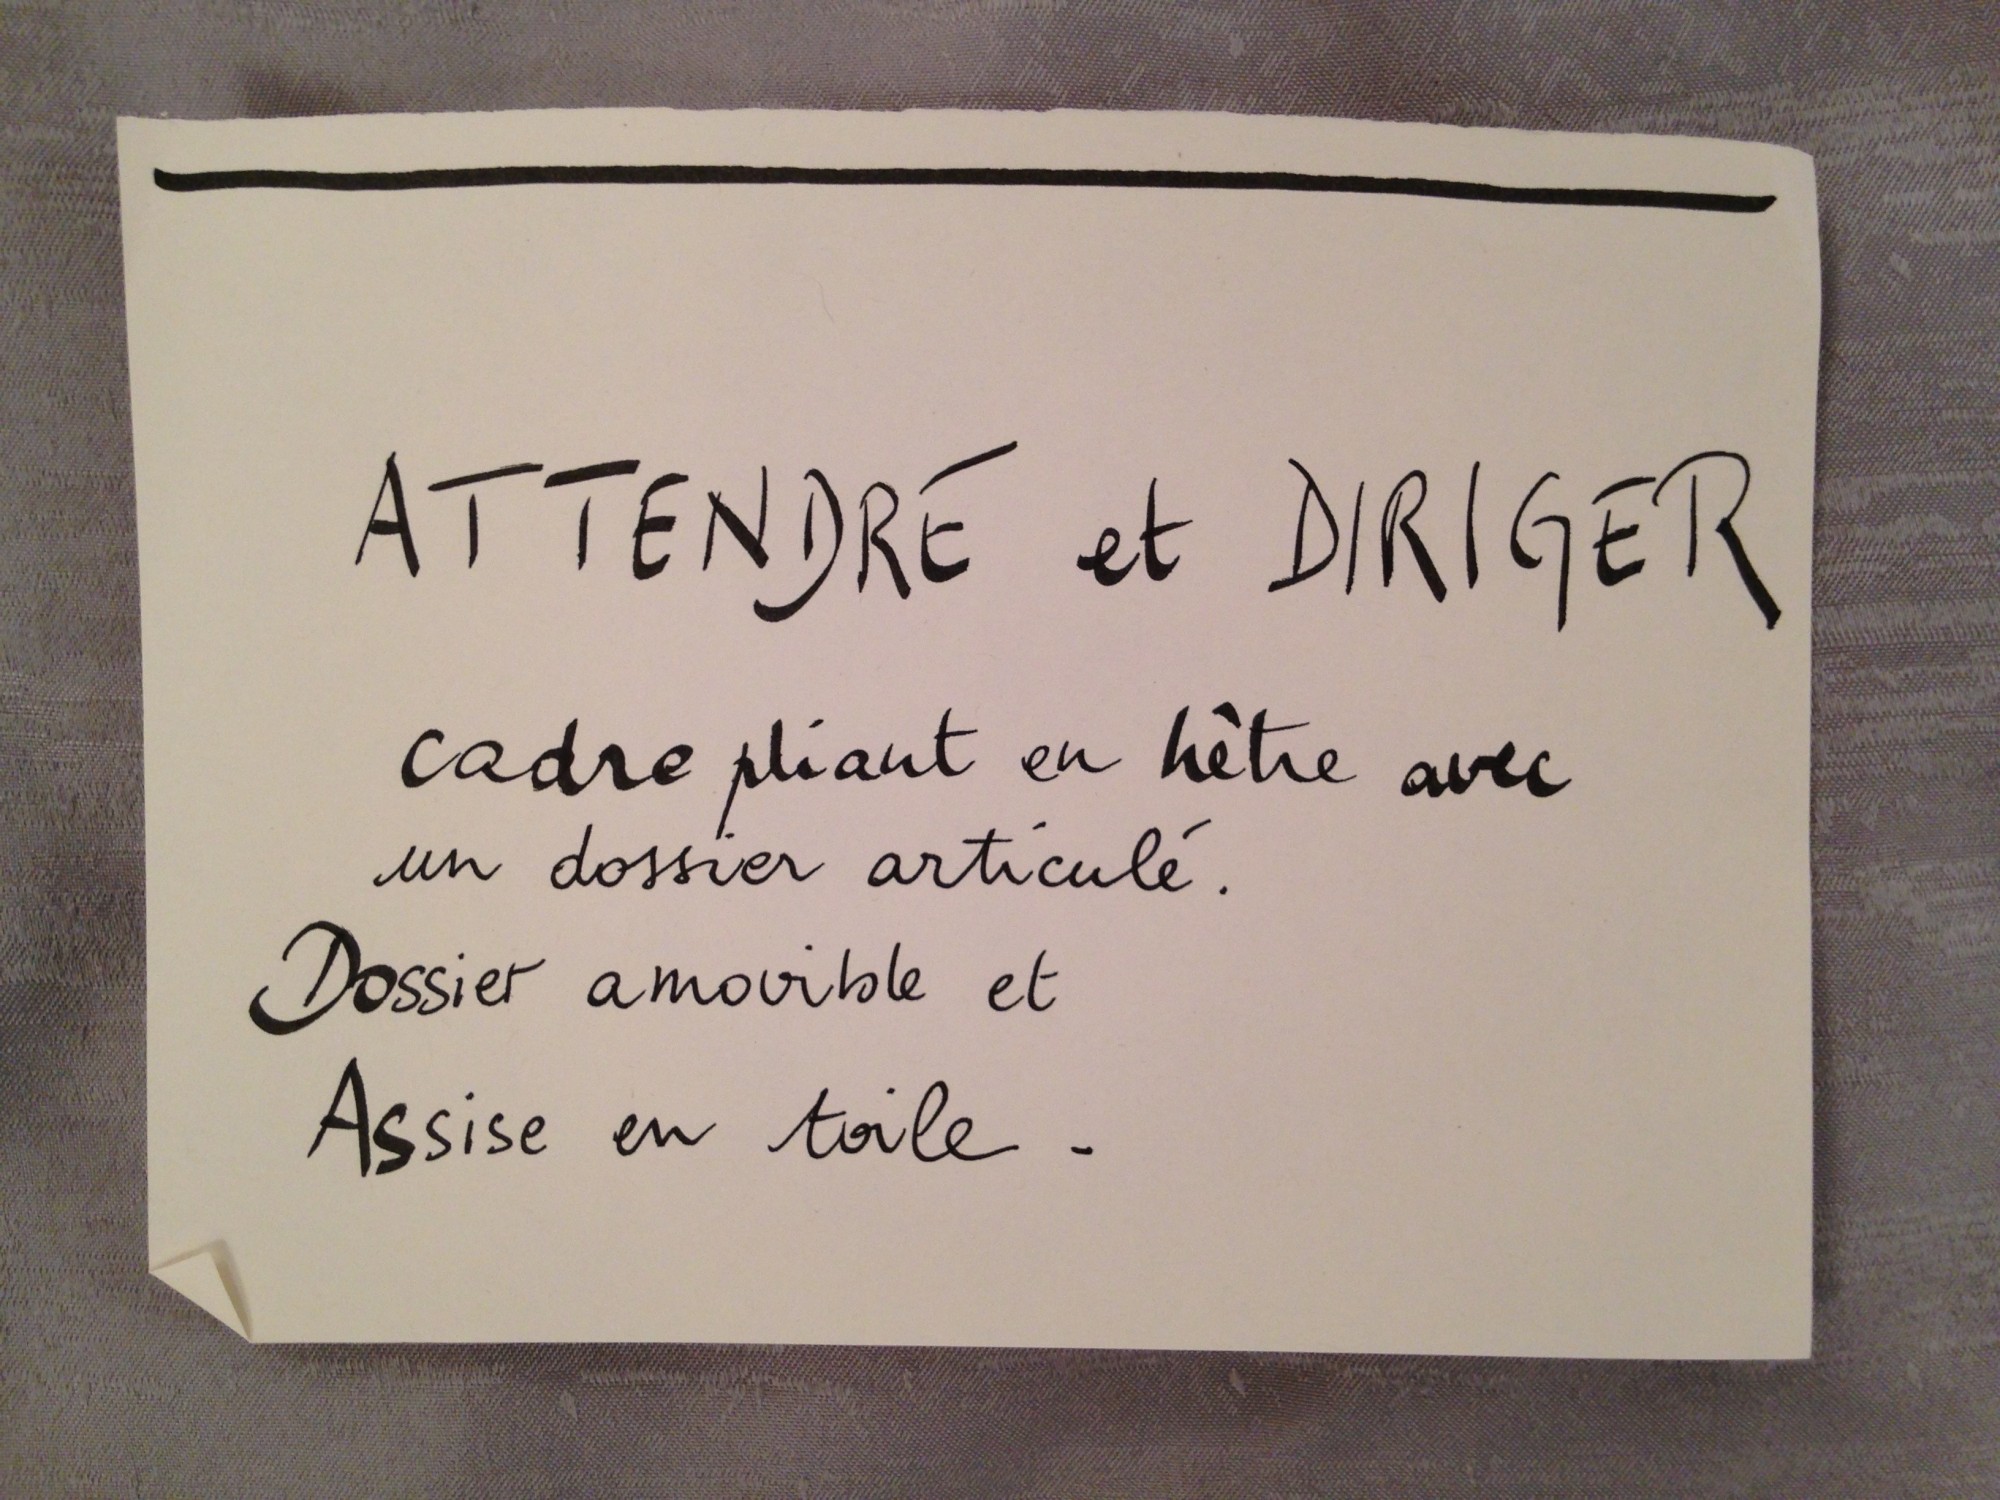 ATTENDRE et DIRIGER
cadre pliant en hêtre avec
un dossier articulé.
Dossier amovible et
Assise en toile -